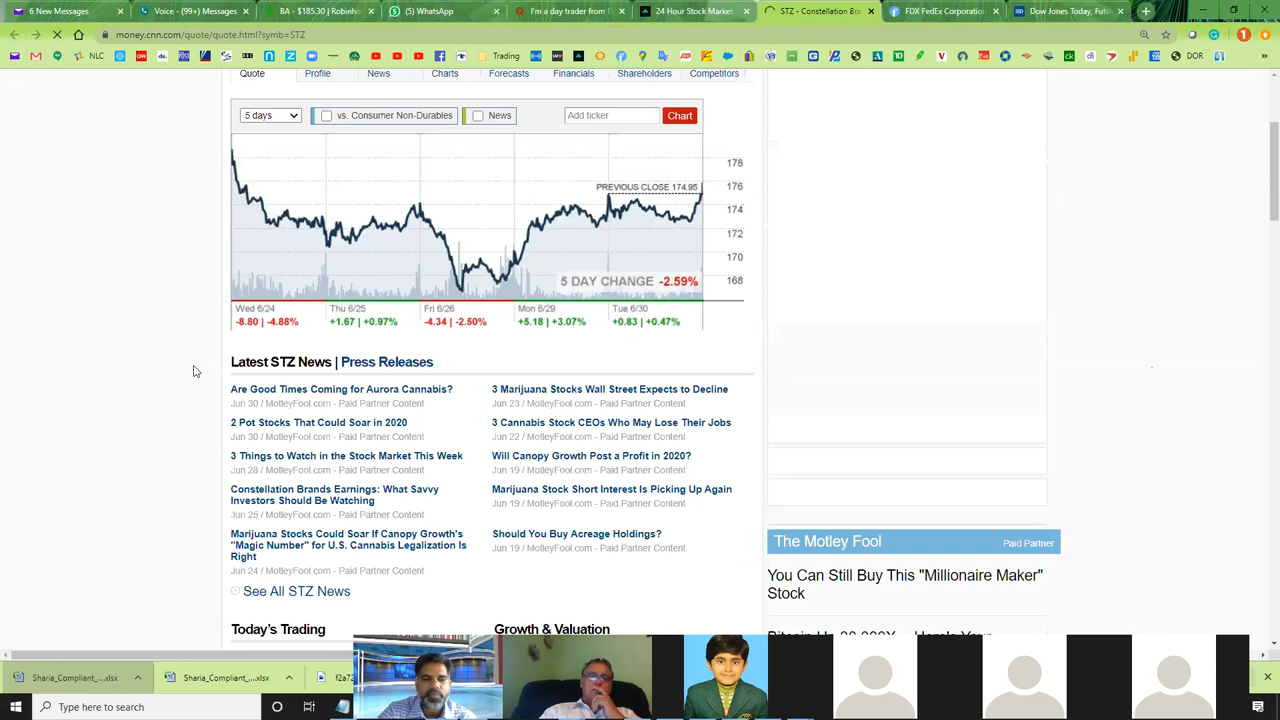 (1) New Messages
Voice - (99+) Messages
BA - $185.30 | Robinh
(5) WhatsApp
I'm a day trader from
24 Hour Stock Market
STZ - Constellation Bra
FDX FedEx Corporatio
Dow Jones Today, Futu
money.cnn.com/quote/quote.html?symb=STZ
NLC
Trading
DOR
Quote
Profile
News
Charts
Forecasts
Financials
Shareholders
Competitors
5 days
vs. Consumer Non-Durables
News
Add ticker
Chart
178
PREVIOUS CLOSE 174.95
176
174
172
170
168
5 DAY CHANGE -2.59%
Wed 6/24
Thu 6/25
Fri 6/26
Mon 6/29
Tue 6/30
-8.80 | -4.88%
+1.67 | +0.97%
-4.34 | -2.50%
+5.18 | +3.07%
+0.83 | +0.47%
Latest STZ News | Press Releases
Are Good Times Coming for Aurora Cannabis?
Jun 30 / MotleyFool.com - Paid Partner Content
2 Pot Stocks That Could Soar in 2020
Jun 30 / MotleyFool.com - Paid Partner Content
3 Things to Watch in the Stock Market This Week
Jun 28 / MotleyFool.com - Paid Partner Content
Constellation Brands Earnings: What Savvy
Investors Should Be Watching
Jun 25 / MotleyFool.com - Paid Partner Content
Marijuana Stocks Could Soar If Canopy Growth's
"Magic Number" for U.S. Cannabis Legalization Is
Right
Jun 24 / MotleyFool.com - Paid Partner Content
3 Marijuana Stocks Wall Street Expects to Decline
Jun 23 / MotleyFool.com - Paid Partner Content
3 Cannabis Stock CEOs Who May Lose Their Jobs
Jun 22 / MotleyFool.com - Paid Partner Content
Will Canopy Growth Post a Profit in 2020?
Jun 19 / MotleyFool.com - Paid Partner Content
Marijuana Stock Short Interest Is Picking Up Again
Jun 19 / MotleyFool.com - Paid Partner Content
Should You Buy Acreage Holdings?
Jun 19 / MotleyFool.com - Paid Partner Content
See All STZ News
Today's Trading
Growth & Valuation
The Motley Fool
Paid Partner
You Can Still Buy This "Millionaire Maker"
Stock
Sharia_Compliant_....xlsx
Sharia_Compliant_....xlsx
f2a72
Type here to search